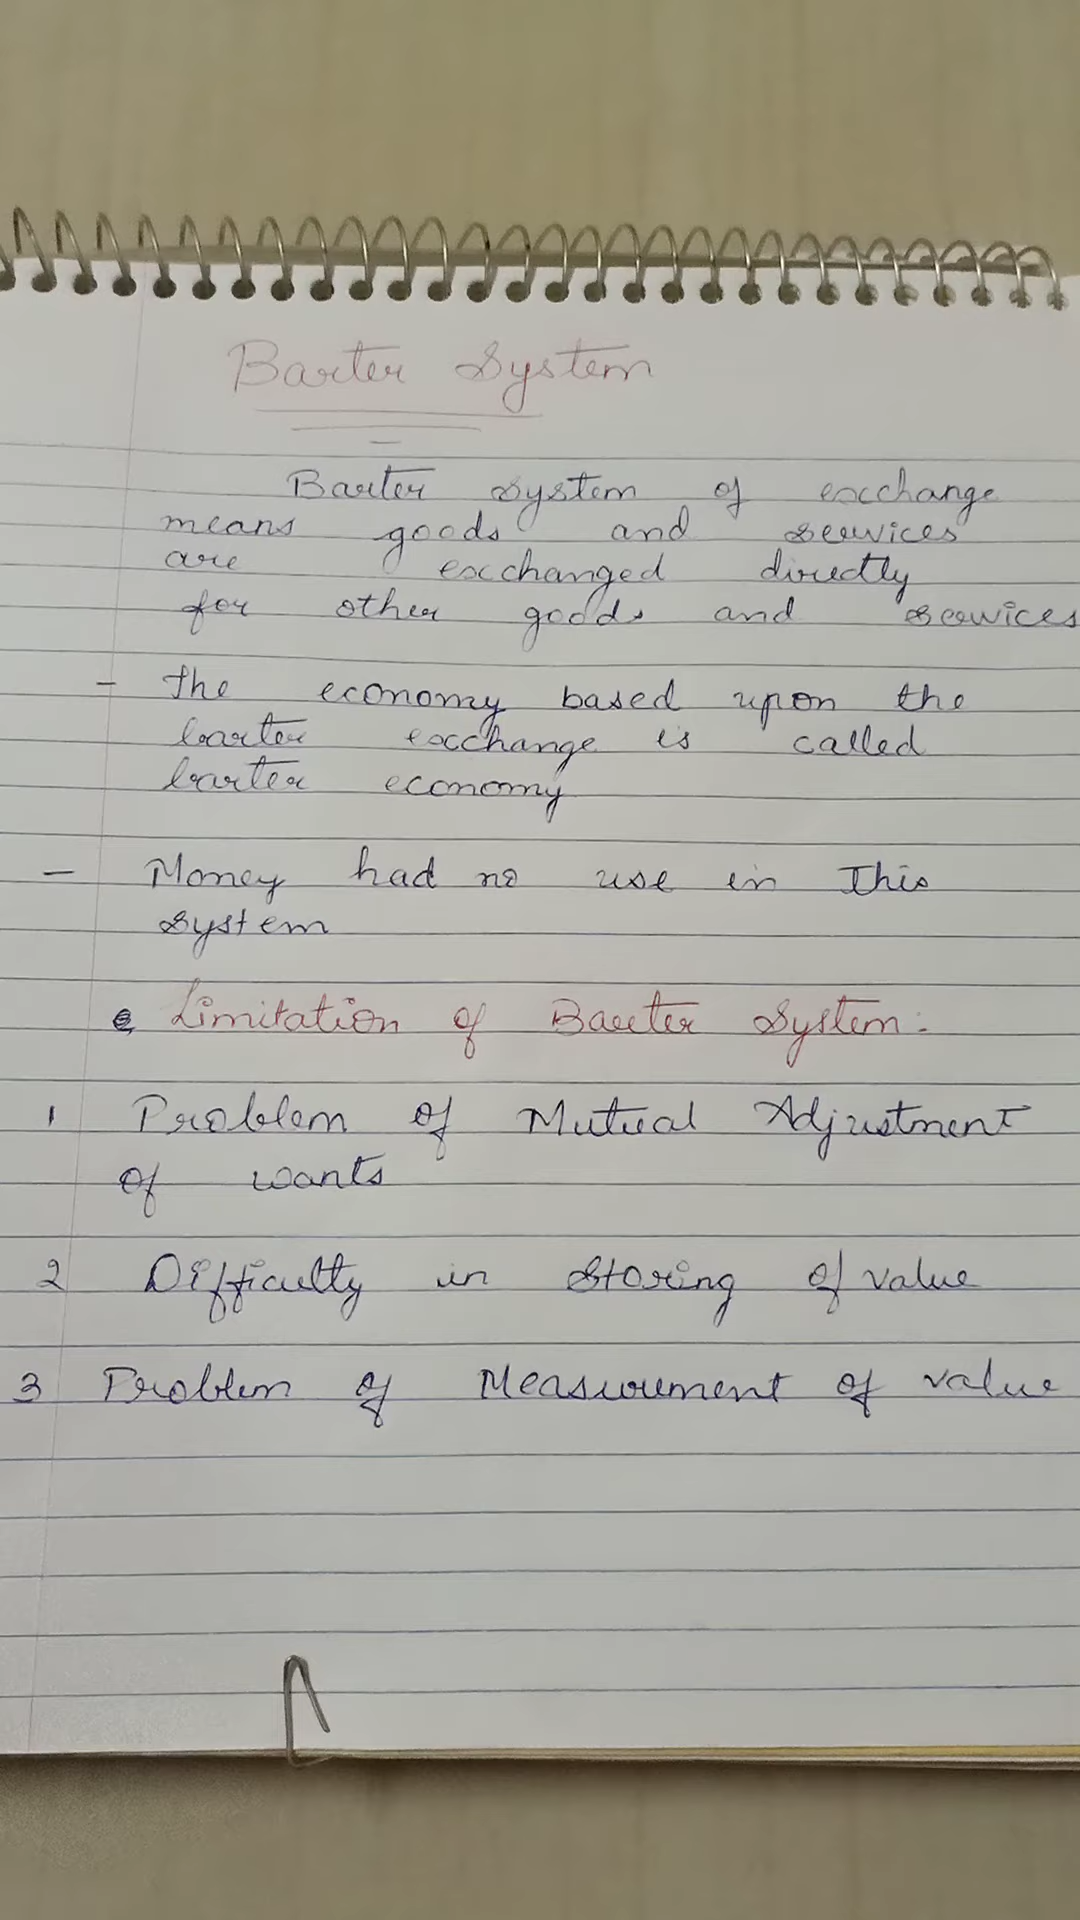 Barter System
Barter system of exchange
means goods and services
are exchanged directly
for other goods and services
- The economy based upon the
barter exchange is called
barter economy
- Money had no use in This
system
Limitation of Barter System:
1 Problem of Mutual Adjustment
of wants
2 Difficulty in Storing of value
3 Problem of Measurement of value